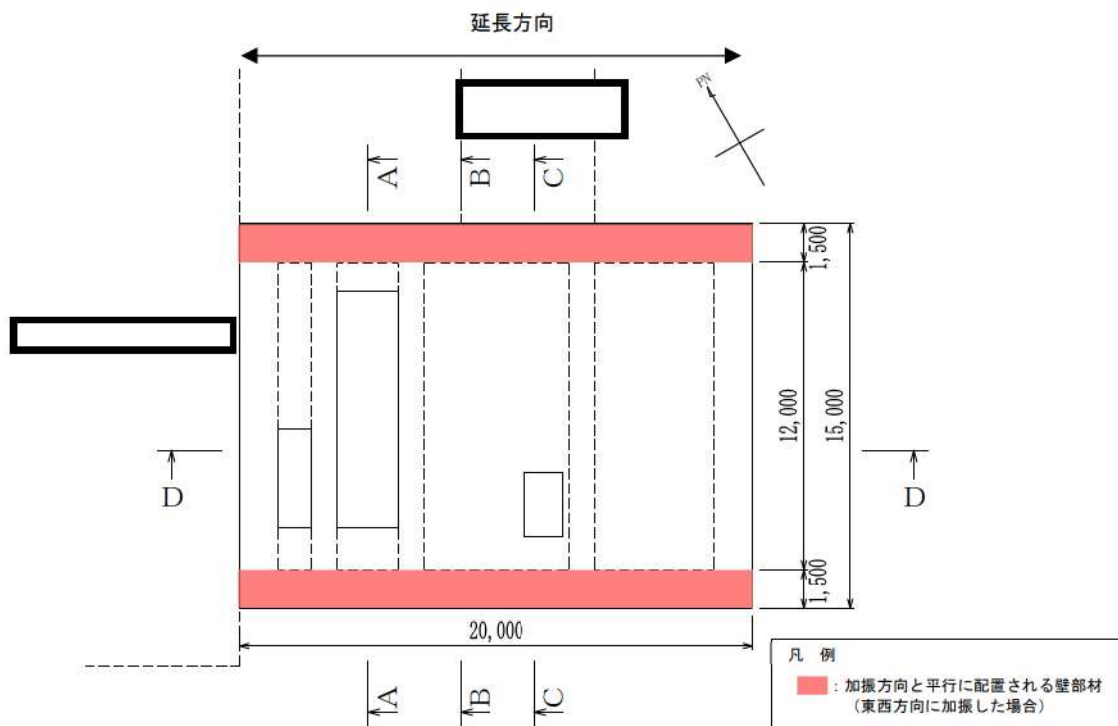 延長方向
PN
A
B
C
1,500
12,000
15,000
1,500
D
D
20,000
A
B
C
凡 例
:加振方向と平行に配置される壁部材
(東西方向に加振した場合)